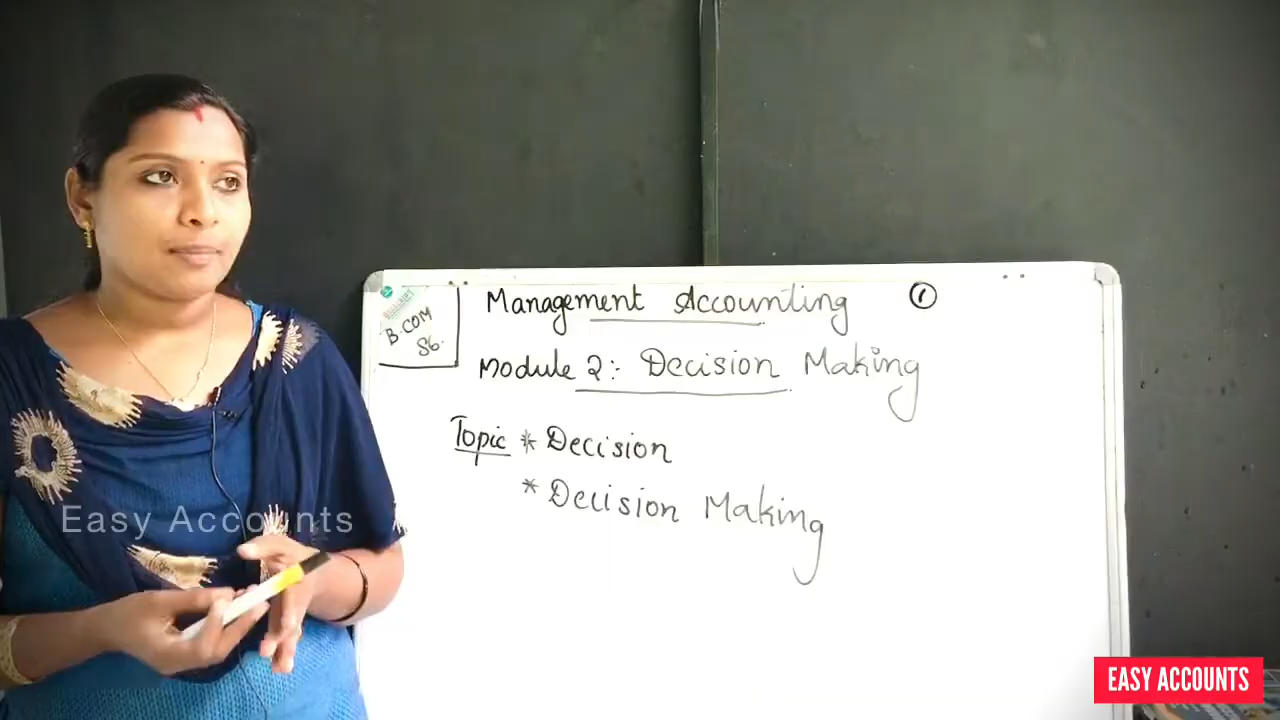 Management Accounting ①
B.COM
S6.
Module 2:- Decision Making
Topic * Decision
* Decision Making
Easy Accounts
EASY ACCOUNTS